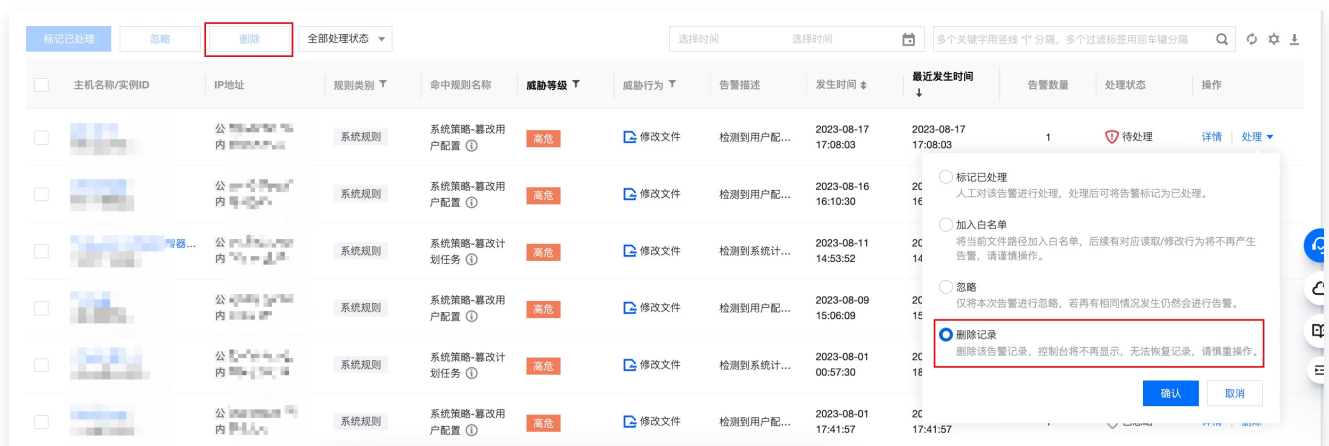 标记已处理 忽略 删除 全部处理状态 选择时间 选择时间 多个关键字用竖线 "|" 分隔，多个过滤标签用回车键分隔
主机名称/实例ID IP地址 规则类别 命中规则名称 威胁等级 威胁行为 告警描述 发生时间 最近发生时间 告警数量 处理状态 操作
公 内 系统规则 系统策略-篡改用户配置 高危 修改文件 检测到用户配... 2023-08-17 17:08:03 2023-08-17 17:08:03 1 待处理 详情 处理
公 内 系统规则 系统策略-篡改用户配置 高危 修改文件 检测到用户配... 2023-08-16 16:10:30 20 16
公 内 系统规则 系统策略-篡改计划任务 高危 修改文件 检测到系统计... 2023-08-11 14:53:52 20 14
公 内 系统规则 系统策略-篡改用户配置 高危 修改文件 检测到用户配... 2023-08-09 15:06:09 20 15
公 内 系统规则 系统策略-篡改计划任务 高危 修改文件 检测到系统计... 2023-08-01 00:57:30 20 18
公 内 系统规则 系统策略-篡改用户配置 高危 修改文件 检测到用户配... 2023-08-01 17:41:57 20 17:41:57
标记已处理
人工对该告警进行处理，处理后可将告警标记为已处理。
加入白名单
将当前文件路径加入白名单，后续有对应读取/修改行为将不再产生
告警，请谨慎操作。
忽略
仅将本次告警进行忽略，若再有相同情况发生仍然会进行告警。
删除记录
删除该告警记录，控制台将不再显示，无法恢复记录，请慎重操作。
确认 取消